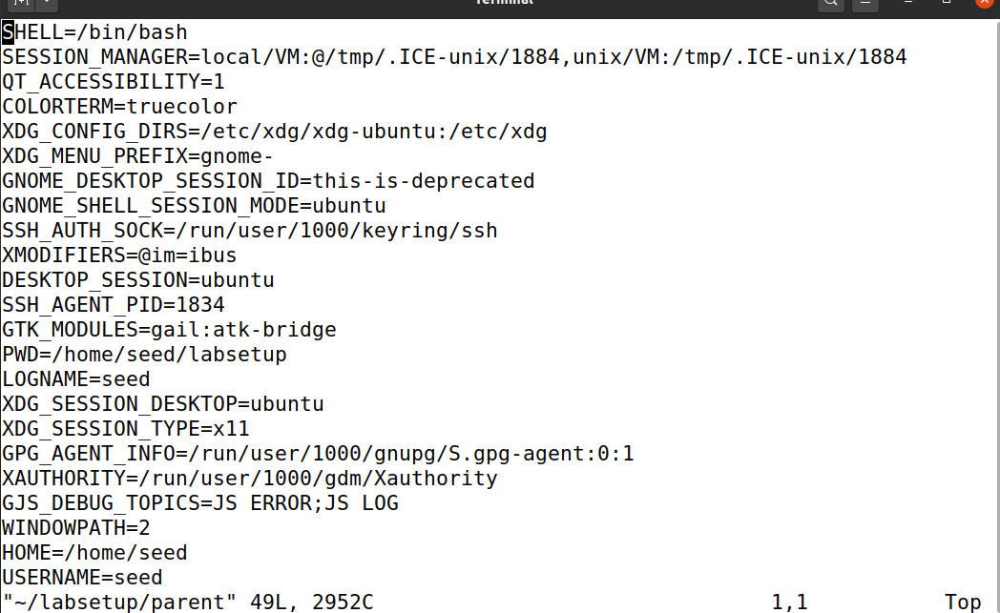 Terminal
SHELL=/bin/bash
SESSION_MANAGER=local/VM:@/tmp/.ICE-unix/1884,unix/VM:/tmp/.ICE-unix/1884
QT_ACCESSIBILITY=1
COLORTERM=truecolor
XDG_CONFIG_DIRS=/etc/xdg/xdg-ubuntu:/etc/xdg
XDG_MENU_PREFIX=gnome-
GNOME_DESKTOP_SESSION_ID=this-is-deprecated
GNOME_SHELL_SESSION_MODE=ubuntu
SSH_AUTH_SOCK=/run/user/1000/keyring/ssh
XMODIFIERS=@im=ibus
DESKTOP_SESSION=ubuntu
SSH_AGENT_PID=1834
GTK_MODULES=gail:atk-bridge
PWD=/home/seed/labsetup
LOGNAME=seed
XDG_SESSION_DESKTOP=ubuntu
XDG_SESSION_TYPE=x11
GPG_AGENT_INFO=/run/user/1000/gnupg/S.gpg-agent:0:1
XAUTHORITY=/run/user/1000/gdm/Xauthority
GJS_DEBUG_TOPICS=JS ERROR;JS LOG
WINDOWPATH=2
HOME=/home/seed
USERNAME=seed
"~/labsetup/parent" 49L, 2952C 1,1 Top